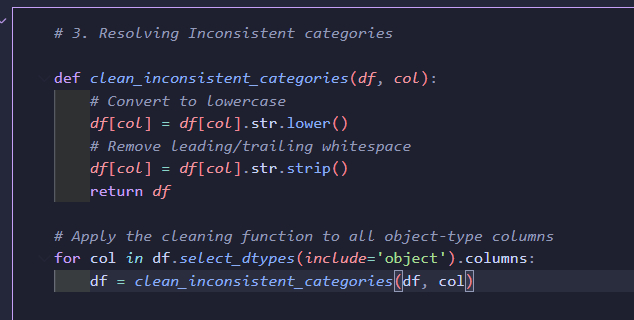 # 3. Resolving Inconsistent categories
def clean_inconsistent_categories(df, col):
    # Convert to lowercase
    df[col] = df[col].str.lower()
    # Remove leading/trailing whitespace
    df[col] = df[col].str.strip()
    return df
# Apply the cleaning function to all object-type columns
for col in df.select_dtypes(include='object').columns:
    df = clean_inconsistent_categories(df, col)